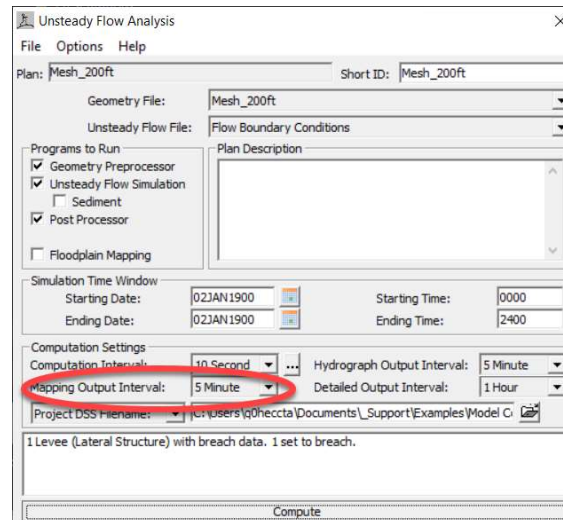 Unsteady Flow Analysis
File Options Help
Plan: Mesh_200ft Short ID: Mesh_200ft
Geometry File: Mesh_200ft
Unsteady Flow File: Flow Boundary Conditions
Programs to Run Plan Description
Geometry Preprocessor
Unsteady Flow Simulation
Sediment
Post Processor
Floodplain Mapping
Simulation Time Window
Starting Date: 02JAN1900 Starting Time: 0000
Ending Date: 02JAN1900 Ending Time: 2400
Computation Settings
Computation Interval: 10 Second ... Hydrograph Output Interval: 5 Minute
Mapping Output Interval: 5 Minute Detailed Output Interval: 1 Hour
Project DSS Filename: C:\Users\q0heccta\Documents\_Support\Examples\Model C
1 Levee (Lateral Structure) with breach data. 1 set to breach.
Compute